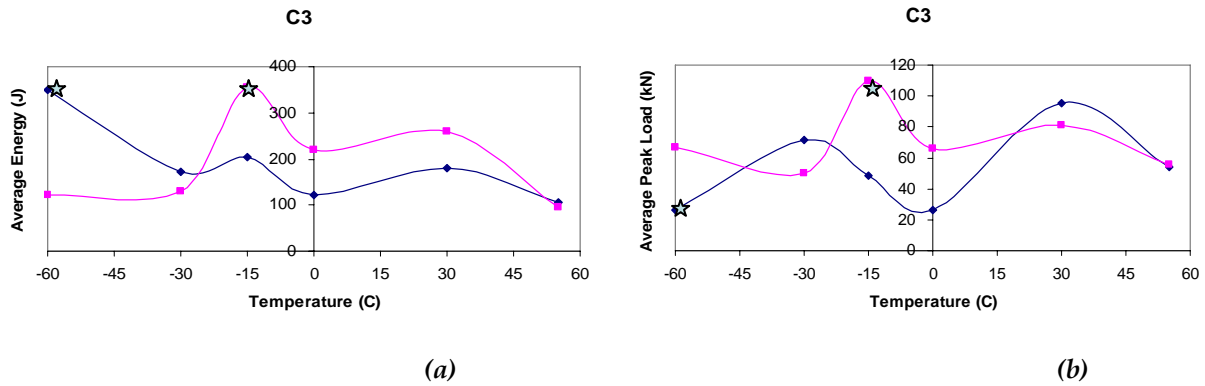 C3
Average Energy (J)
400
300
200
100
0
-60 -45 -30 -15 0 15 30 45 60
Temperature (C)
(a)
C3
Average Peak Load (kN)
120
100
80
60
40
20
0
-60 -45 -30 -15 0 15 30 45 60
Temperature (C)
(b)